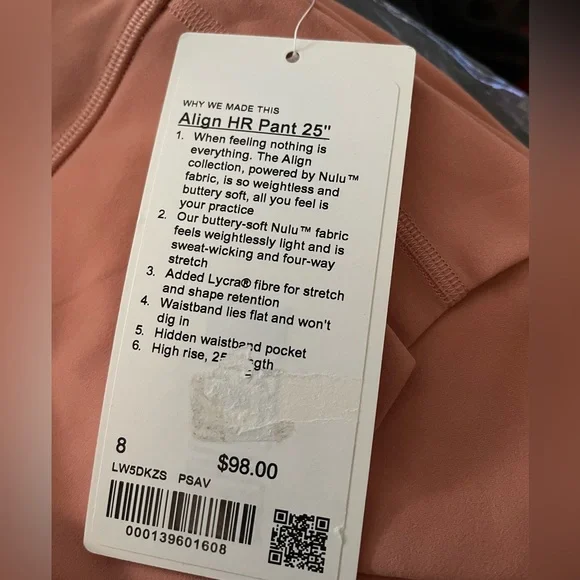 WHY WE MADE THIS
Align HR Pant 25"
1. When feeling nothing is
everything. The Align
collection, powered by Nulu™
fabric, is so weightless and
buttery soft, all you feel is
your practice
2. Our buttery-soft Nulu™ fabric
feels weightlessly light and is
sweat-wicking and four-way
stretch
3. Added Lycra® fibre for stretch
and shape retention
4. Waistband lies flat and won't
dig in
5. Hidden waistband pocket
6. High rise,
8
$98.00
LW5DKZS PSAV
000139601608